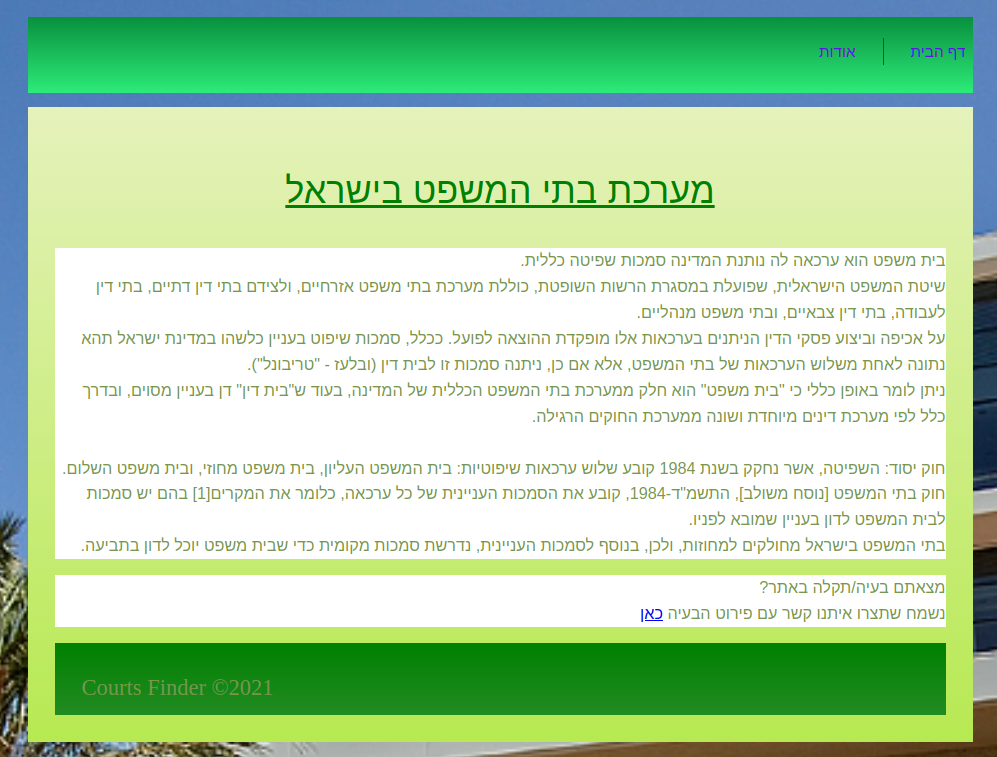 דף הבית
אודות
מערכת בתי המשפט בישראל
בית משפט הוא ערכאה לה נותנת המדינה סמכות שפיטה כללית.
שיטת המשפט הישראלית, שפועלת במסגרת הרשות השופטת, כוללת מערכת בתי משפט אזרחיים, ולצידם בתי דין דתיים, בתי דין
לעבודה, בתי דין צבאיים, ובתי משפט מנהליים.
על אכיפה וביצוע פסקי הדין הניתנים בערכאות אלו מופקדת ההוצאה לפועל. ככלל, סמכות שיפוט בעניין כלשהו במדינת ישראל תהא
נתונה לאחת משלוש הערכאות של בתי המשפט, אלא אם כן, ניתנה סמכות זו לבית דין (ובלעז - "טריבונל").
ניתן לומר באופן כללי כי "בית משפט" הוא חלק ממערכת בתי המשפט הכללית של המדינה, בעוד ש"בית דין" דן בעניין מסוים, ובדרך
כלל לפי מערכת דינים מיוחדת ושונה ממערכת החוקים הרגילה.
חוק יסוד: השפיטה, אשר נחקק בשנת 1984 קובע שלוש ערכאות שיפוטיות: בית המשפט העליון, בית משפט מחוזי, ובית משפט השלום.
חוק בתי המשפט [נוסח משולב], התשמ"ד-1984, קובע את הסמכות העניינית של כל ערכאה, כלומר את המקרים[1] בהם יש סמכות
לבית המשפט לדון בעניין שמובא לפניו.
בתי המשפט בישראל מחולקים למחוזות, ולכן, בנוסף לסמכות העניינית, נדרשת סמכות מקומית כדי שבית משפט יוכל לדון בתביעה.
מצאתם בעיה/תקלה באתר?
נשמח שתצרו איתנו קשר עם פירוט הבעיה כאן
Courts Finder ©2021